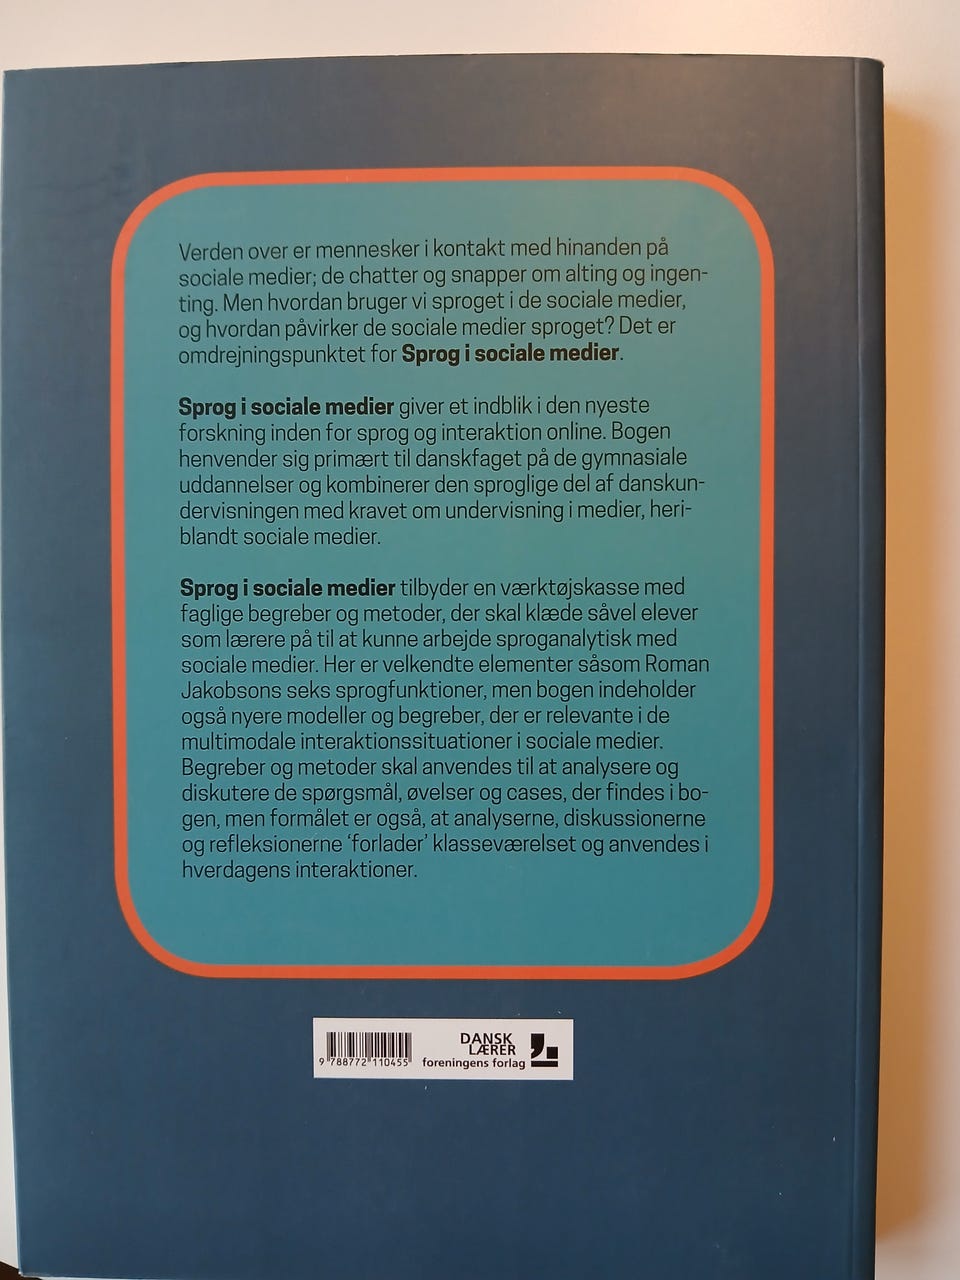 Verden over er mennesker i kontakt med hinanden på
sociale medier; de chatter og snapper om alting og ingen-
ting. Men hvordan bruger vi sproget i de sociale medier,
og hvordan påvirker de sociale medier sproget? Det er
omdrejningspunktet for Sprog i sociale medier.
Sprog i sociale medier giver et indblik i den nyeste
forskning inden for sprog og interaktion online. Bogen
henvender sig primært til danskfaget på de gymnasiale
uddannelser og kombinerer den sproglige del af danskun-
dervisningen med kravet om undervisning i medier, heri-
blandt sociale medier.
Sprog i sociale medier tilbyder en værktøjskasse med
faglige begreber og metoder, der skal klæde såvel elever
som lærere på til at kunne arbejde sproganalytisk med
sociale medier. Her er velkendte elementer såsom Roman
Jakobsons seks sprogfunktioner, men bogen indeholder
også nyere modeller og begreber, der er relevante i de
multimodale interaktionssituationer i sociale medier.
Begreber og metoder skal anvendes til at analysere og
diskutere de spørgsmål, øvelser og cases, der findes i bo-
gen, men formålet er også, at analyserne, diskussionerne
og refleksionerne ‘forlader’ klasseværelset og anvendes i
hverdagens interaktioner.
9 788772 110455
DANSK
LÆRER
foreningens forlag